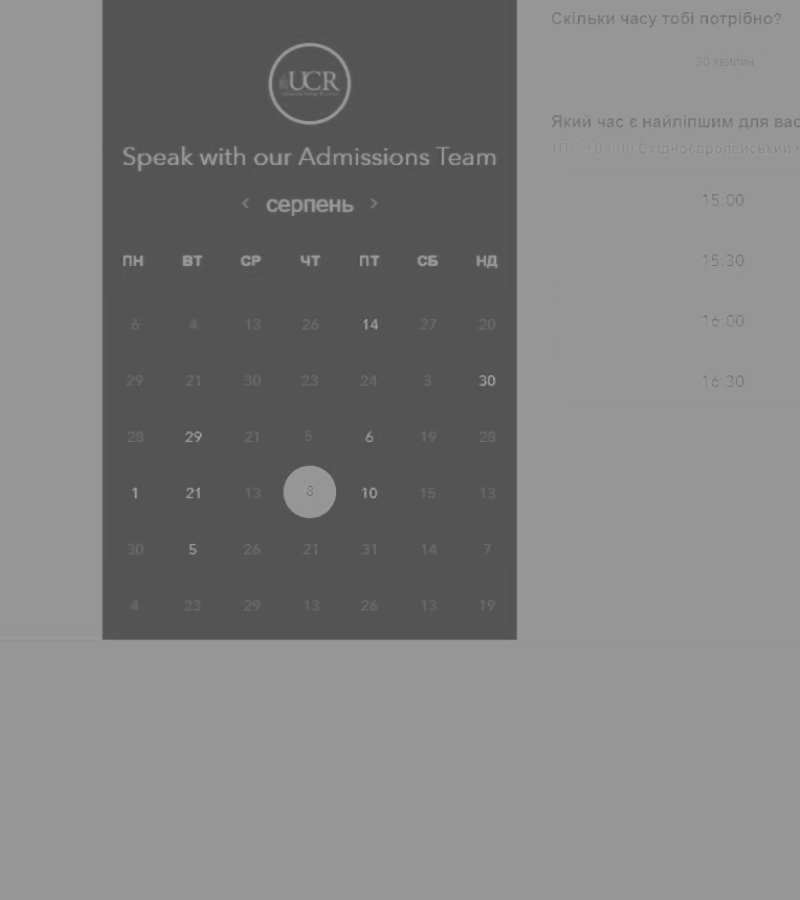 UCR
Speak with our Admissions Team
< серпень >
ПН ВТ СР ЧТ ПТ СБ НД
6 4 13 26 14 27 20
29 21 30 23 24 3 30
28 29 21 5 6 19 28
1 21 13 8 10 15 13
30 5 26 21 31 14 7
4 23 29 13 26 13 19
Скільки часу тобі потрібно?
30 хвилин
Який час є найліпшим для вас
UTC +03:00 Східноєвропейський ч
15:00
15:30
16:00
16:30